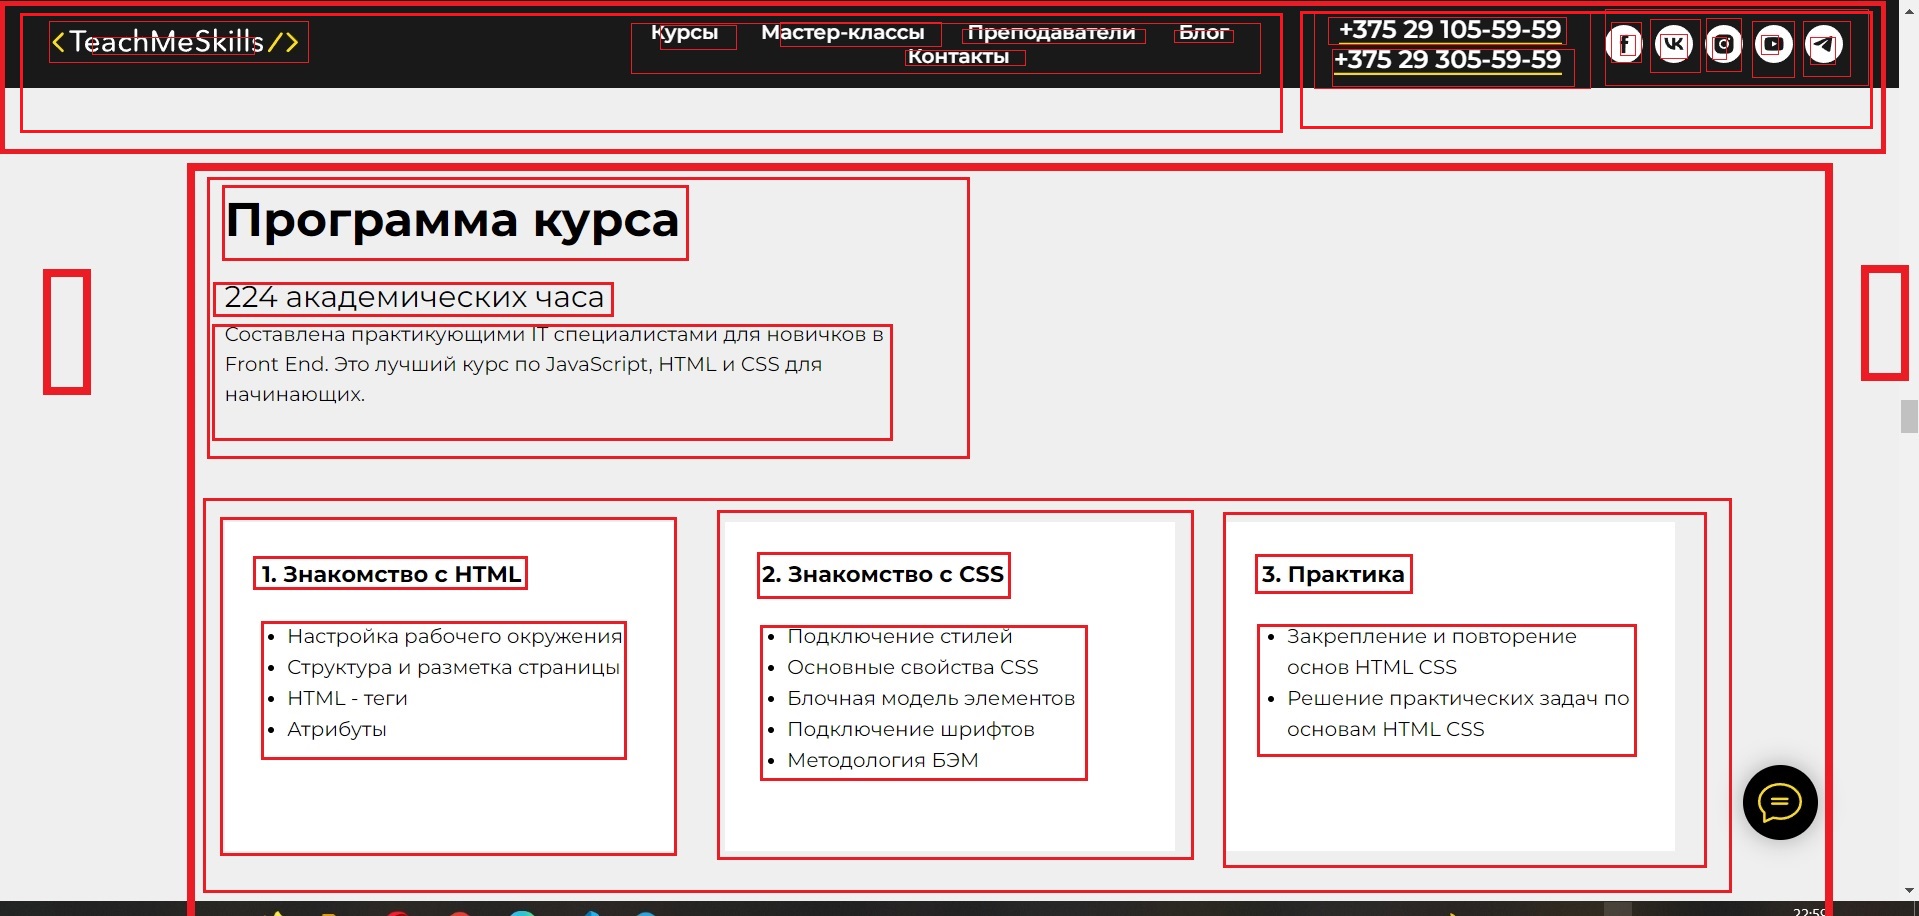 <TeachMeSkills/>
Курсы Мастер-классы Преподаватели Блог
Контакты
+375 29 105-59-59
+375 29 305-59-59
Программа курса
224 академических часа
Составлена практикующими IT специалистами для новичков в
Front End. Это лучший курс по JavaScript, HTML и CSS для
начинающих.
1. Знакомство с HTML
Настройка рабочего окружения
Структура и разметка страницы
HTML - теги
Атрибуты
2. Знакомство с CSS
Подключение стилей
Основные свойства CSS
Блочная модель элементов
Подключение шрифтов
Методология БЭМ
3. Практика
Закрепление и повторение
основ HTML CSS
Решение практических задач по
основам HTML CSS
22:59